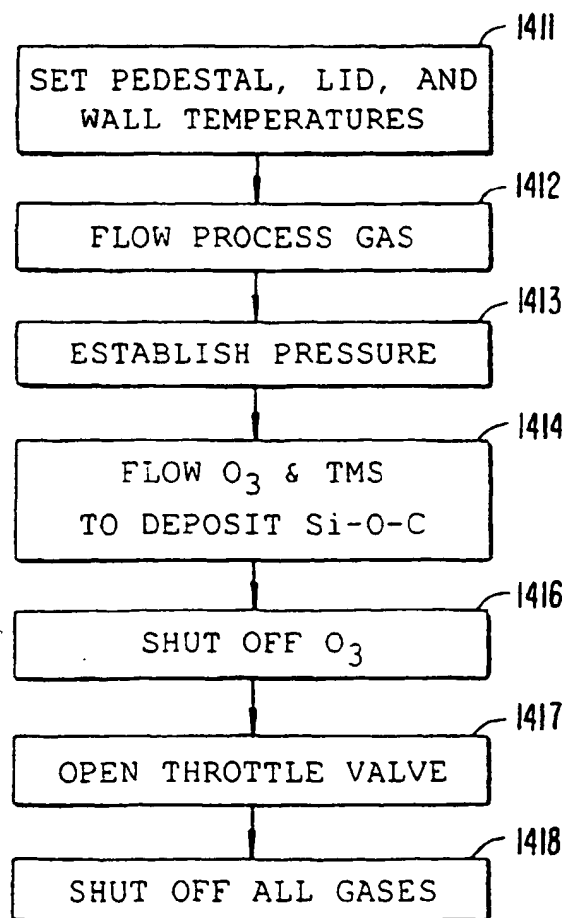 1411
SET PEDESTAL, LID, AND
WALL TEMPERATURES
1412
FLOW PROCESS GAS
1413
ESTABLISH PRESSURE
1414
FLOW O3 & TMS
TO DEPOSIT Si-O-C
1416
SHUT OFF O3
1417
OPEN THROTTLE VALVE
1418
SHUT OFF ALL GASES